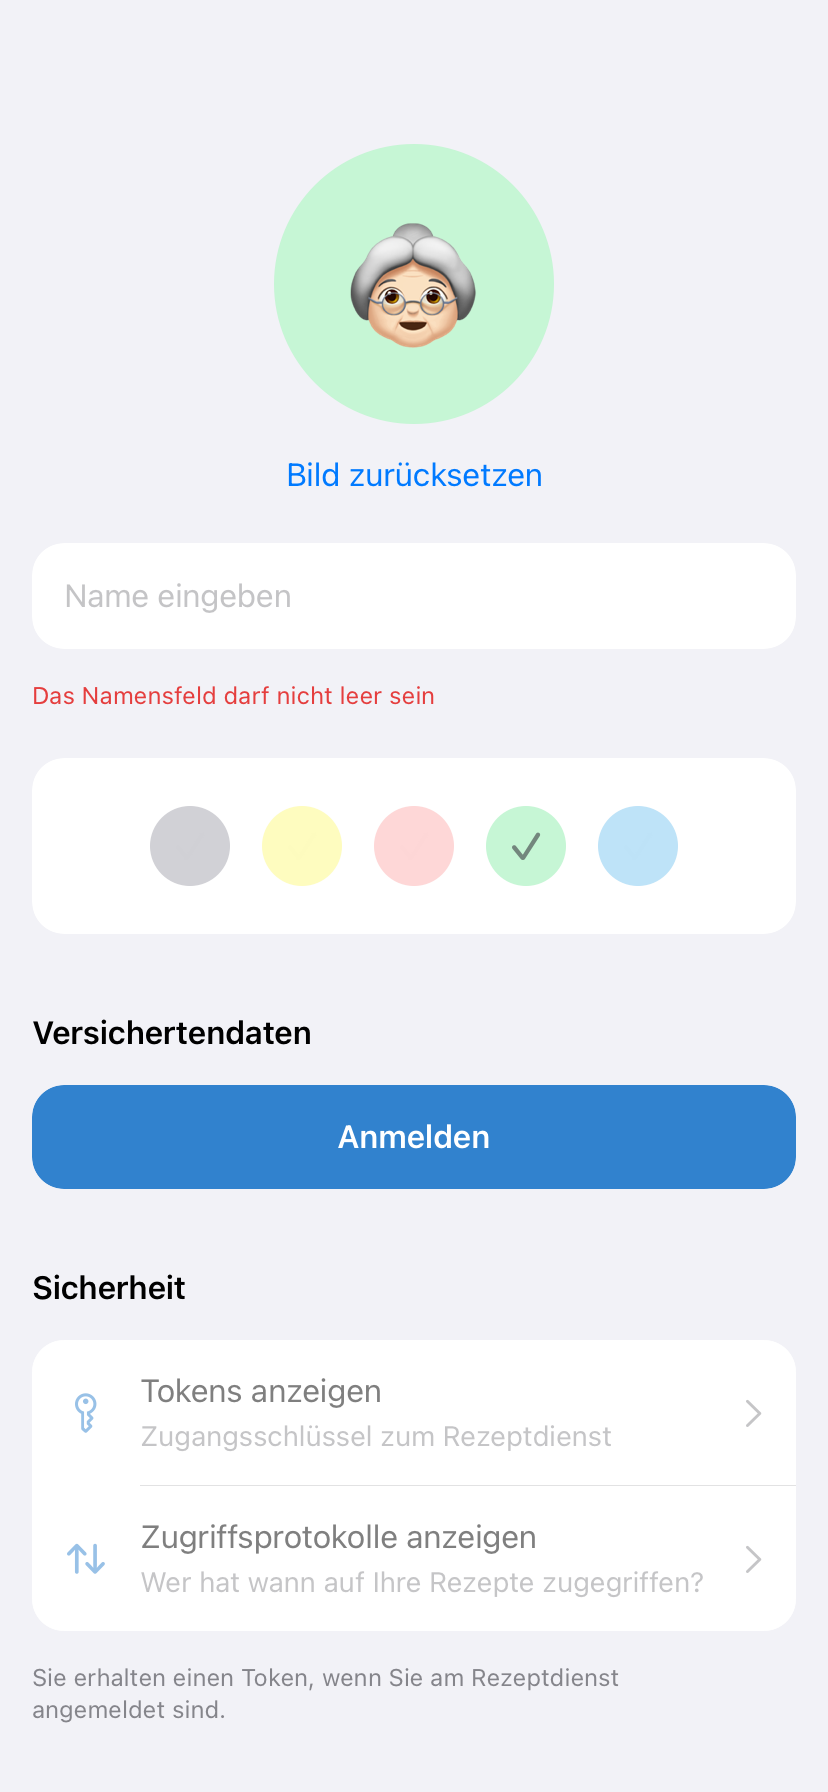 Bild zurücksetzen
Name eingeben
Das Namensfeld darf nicht leer sein
Versichertendaten
Anmelden
Sicherheit
Tokens anzeigen
Zugangsschlüssel zum Rezeptdienst
Zugriffsprotokolle anzeigen
Wer hat wann auf Ihre Rezepte zugegriffen?
Sie erhalten einen Token, wenn Sie am Rezeptdienst
angemeldet sind.